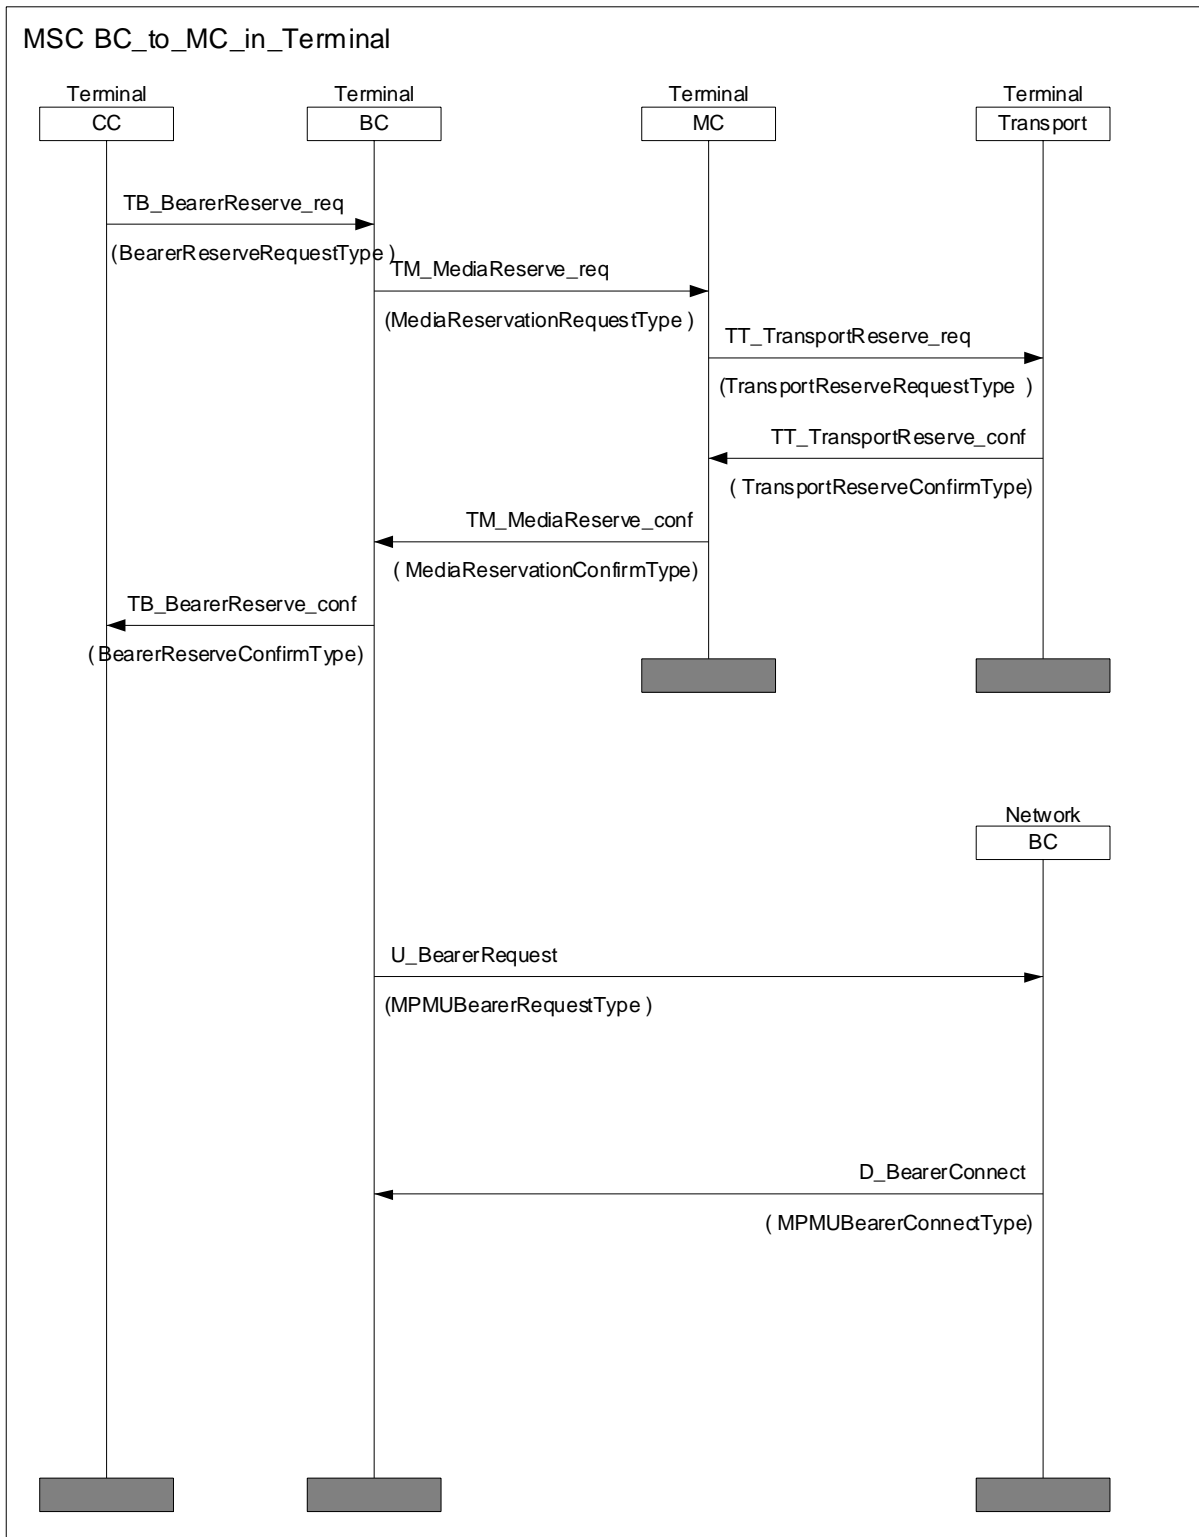 MSC BC_to_MC_in_Terminal
Terminal Terminal Terminal Terminal
CC BC MC Transport
TB_BearerReserve_req
(BearerReserveRequestType )
TM_MediaReserve_req
(MediaReservationRequestType )
TT_TransportReserve_req
(TransportReserveRequestType )
TT_TransportReserve_conf
( TransportReserveConfirmType)
TM_MediaReserve_conf
( MediaReservationConfirmType)
TB_BearerReserve_conf
( BearerReserveConfirmType)
Network
BC
U_BearerRequest
(MPMUBearerRequestType )
D_BearerConnect
( MPMUBearerConnectType)